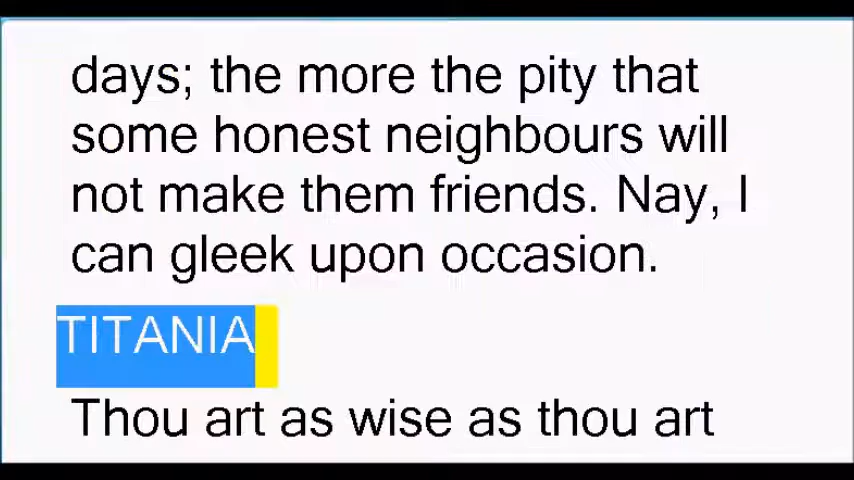 days; the more the pity that
some honest neighbours will
not make them friends. Nay, I
can gleek upon occasion.
TITANIA
Thou art as wise as thou art